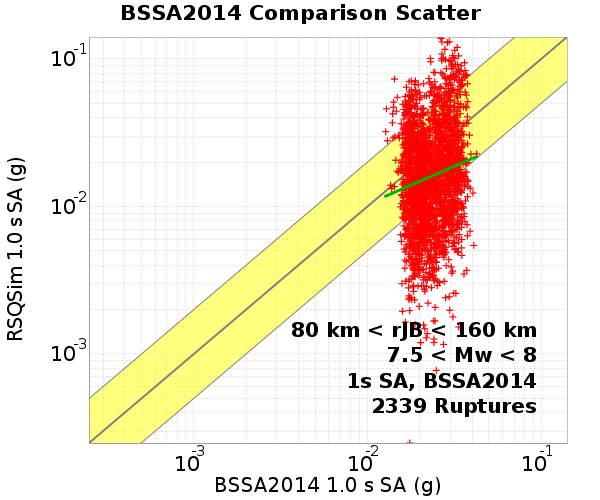 BSSA2014 Comparison Scatter
RSQSim 1.0 s SA (g)
10-1
10-2
10-3
80 km < rJB < 160 km
7.5 < Mw < 8
1s SA, BSSA2014
2339 Ruptures
10-3 10-2 10-1
BSSA2014 1.0 s SA (g)